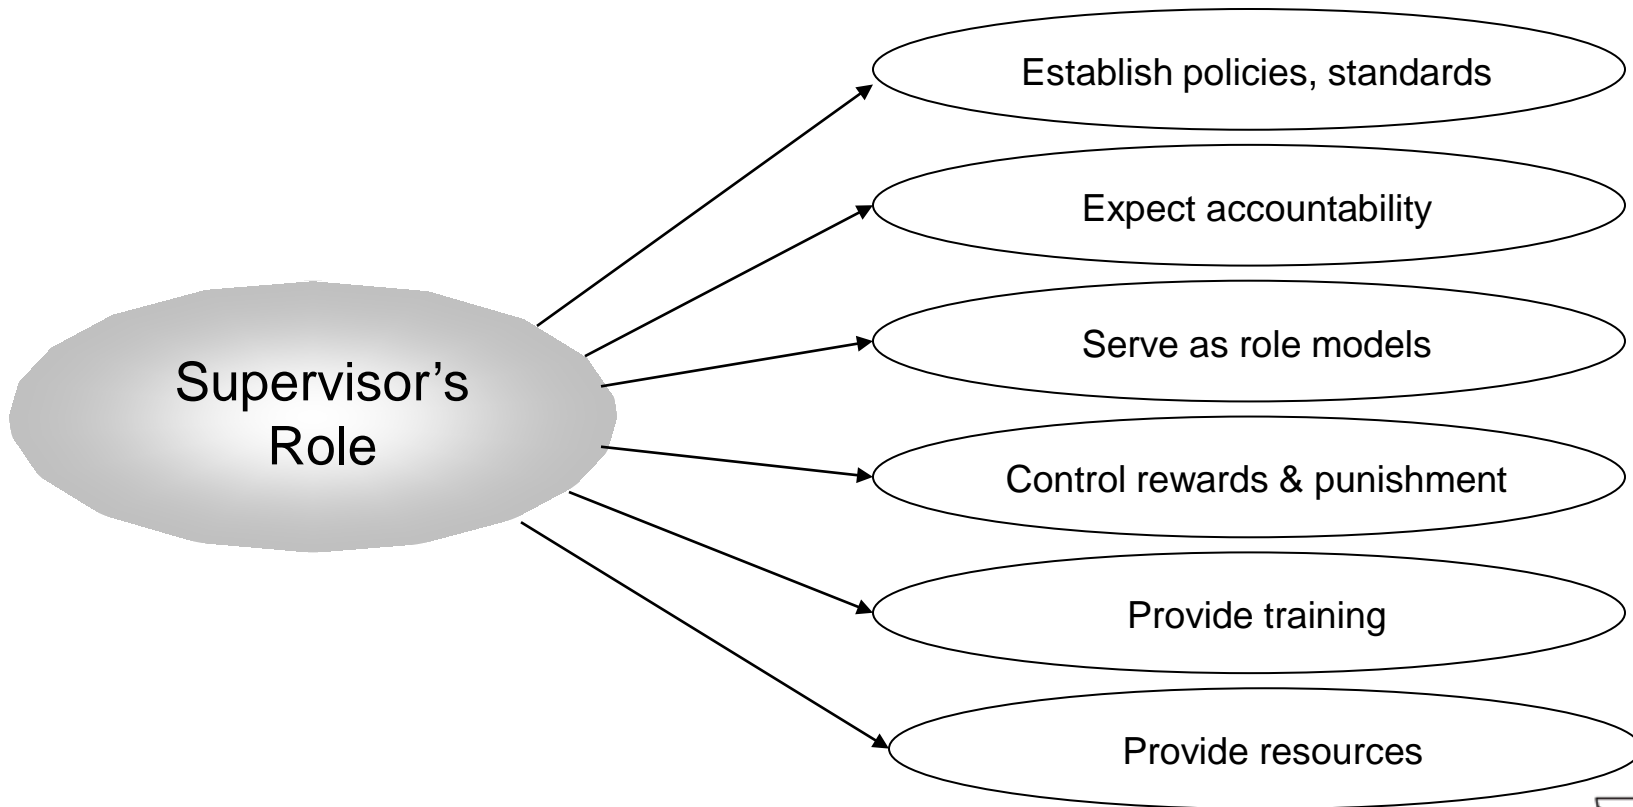 Supervisor’s
Role
Establish policies, standards
Expect accountability
Serve as role models
Control rewards & punishment
Provide training
Provide resources